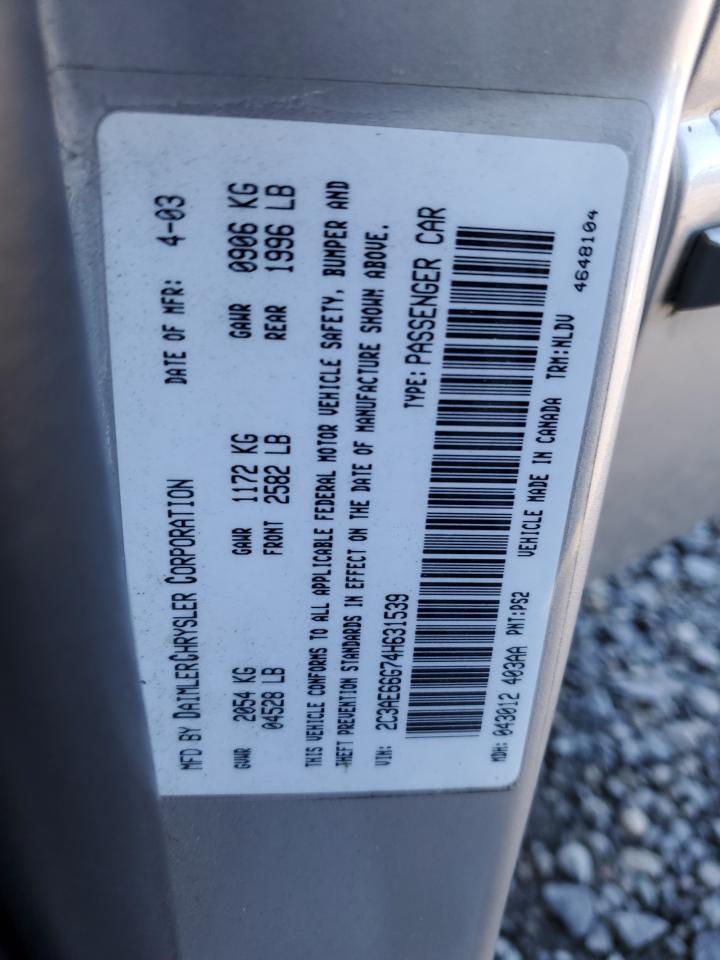 MFD BY DAIMLERCHRYSLER CORPORATION DATE OF MFR: 4-03
GVWR 2054 KG GAWR 1172 KG GAWR 0906 KG
04528 LB FRONT 2582 LB REAR 1996 LB
THIS VEHICLE CONFORMS TO ALL APPLICABLE FEDERAL MOTOR VEHICLE SAFETY, BUMPER AND
THEFT PREVENTION STANDARDS IN EFFECT ON THE DATE OF MANUFACTURE SHOWN ABOVE.
VIN: 2C3AE66G74H631539 TYPE: PASSENGER CAR
MDH: 043012 403AA PNT:PS2 VEHICLE MADE IN CANADA TRM:NLDV
4648104